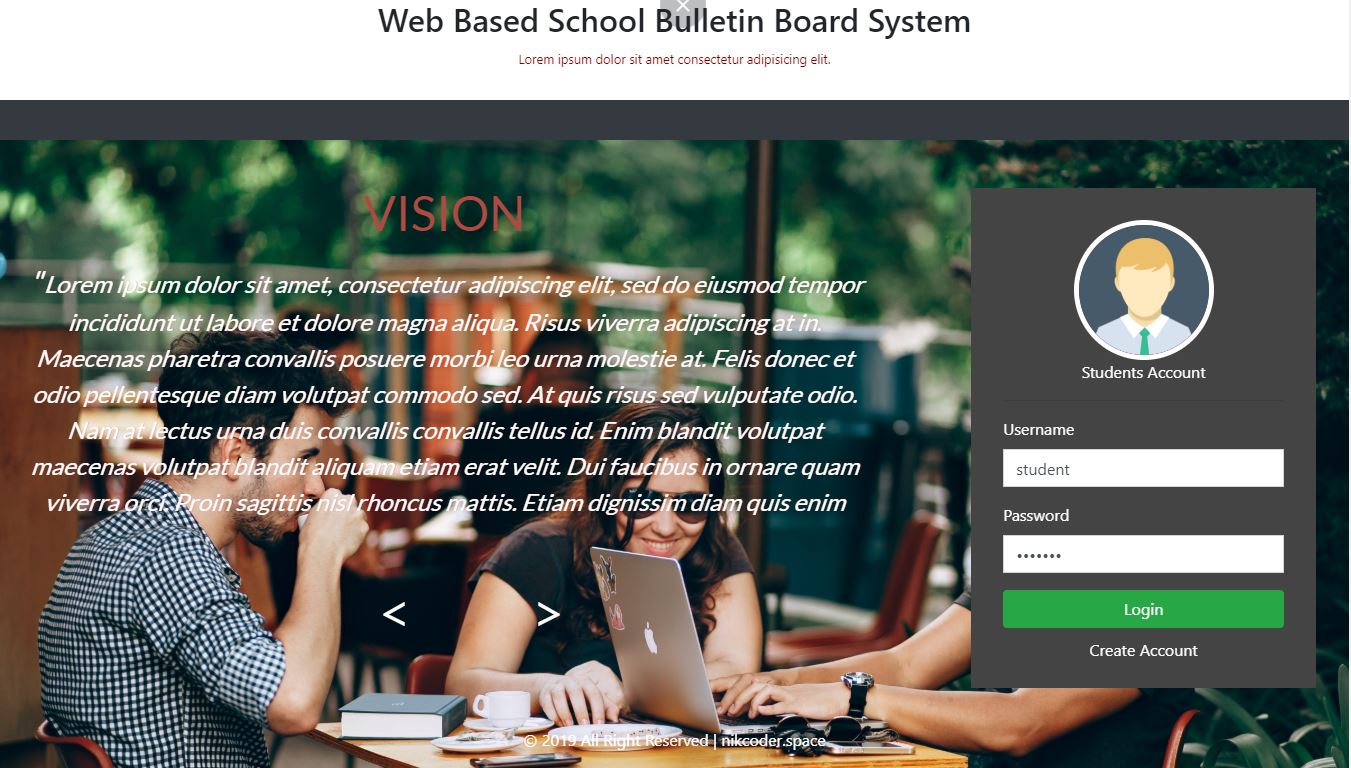 Web Based School Bulletin Board System
Lorem ipsum dolor sit amet consectetur adipisicing elit.
VISION
"Lorem ipsum dolor sit amet, consectetur adipiscing elit, sed do eiusmod tempor
incididunt ut labore et dolore magna aliqua. Risus viverra adipiscing at in.
Maecenas pharetra convallis posuere morbi leo urna molestie at. Felis donec et
odio pellentesque diam volutpat commodo sed. At quis risus sed vulputate odio.
Nam at lectus urna duis convallis convallis tellus id. Enim blandit volutpat
maecenas volutpat blandit aliquam etiam erat velit. Dui faucibus in ornare quam
viverra orci. Proin sagittis nisl rhoncus mattis. Etiam dignissim diam quis enim
< >
Students Account
Username
student
Password
•••••••
Login
Create Account
© 2019 All Right Reserved | nikcoder.space